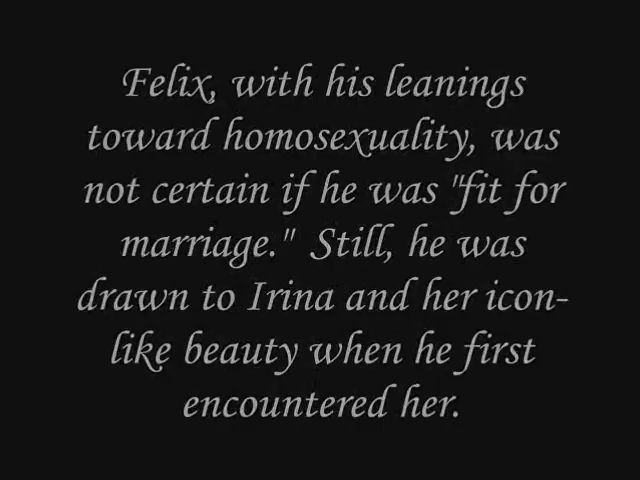 Felix, with his leanings
toward homosexuality, was
not certain if he was "fit for
marriage."  Still, he was
drawn to Irina and her icon-
like beauty when he first
encountered her.